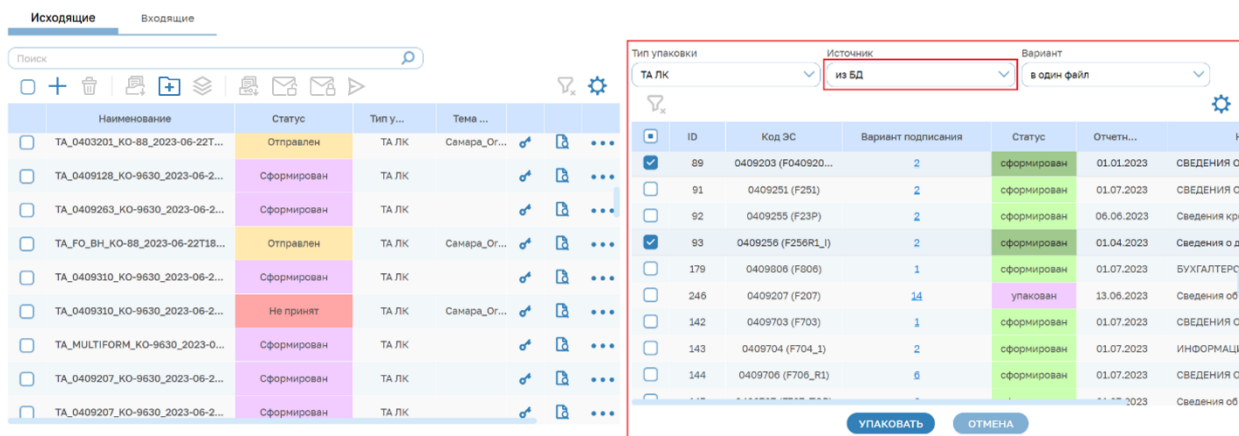 Исходящие Входящие
Поиск
Наименование Статус Тип у... Тема ...
TA_0403201_KO-88_2023-06-22T... Отправлен ТА ЛК Самара_Ог...
TA_0409128_KO-9630_2023-06-2... Сформирован ТА ЛК
TA_0409263_KO-9630_2023-06-2... Сформирован ТА ЛК
TA_FO_BH_KO-88_2023-06-22T18... Отправлен ТА ЛК Самара_Ог...
TA_0409310_KO-9630_2023-06-2... Сформирован ТА ЛК
TA_0409310_KO-9630_2023-06-2... Не принят ТА ЛК Самара_Ог...
TA_MULTIFORM_KO-9630_2023-0... Сформирован ТА ЛК
TA_0409207_KO-9630_2023-06-2... Сформирован ТА ЛК
TA_0409207_KO-9630_2023-06-2... Сформирован ТА ЛК
Тип упаковки Источник Вариант
ТА ЛК из БД в один файл
ID Код ЭС Вариант подписания Статус Отчетн...
89 0409203 (F040920... 2 сформирован 01.01.2023 СВЕДЕНИЯ О
91 0409251 (F251) 2 сформирован 01.07.2023 СВЕДЕНИЯ О
92 0409255 (F23P) 2 сформирован 06.06.2023 Сведения кре
93 0409256 (F256R1_I) 2 сформирован 01.04.2023 Сведения о д
179 0409806 (F806) 1 сформирован 01.07.2023 БУХГАЛТЕРС
246 0409207 (F207) 14 упакован 13.06.2023 Сведения об
142 0409703 (F703) 1 сформирован 01.07.2023 СВЕДЕНИЯ О
143 0409704 (F704_1) 2 сформирован 01.07.2023 ИНФОРМАЦИ
144 0409706 (F706_R1) 6 сформирован 01.07.2023 СВЕДЕНИЯ О
Сведения об
УПАКОВАТЬ ОТМЕНА